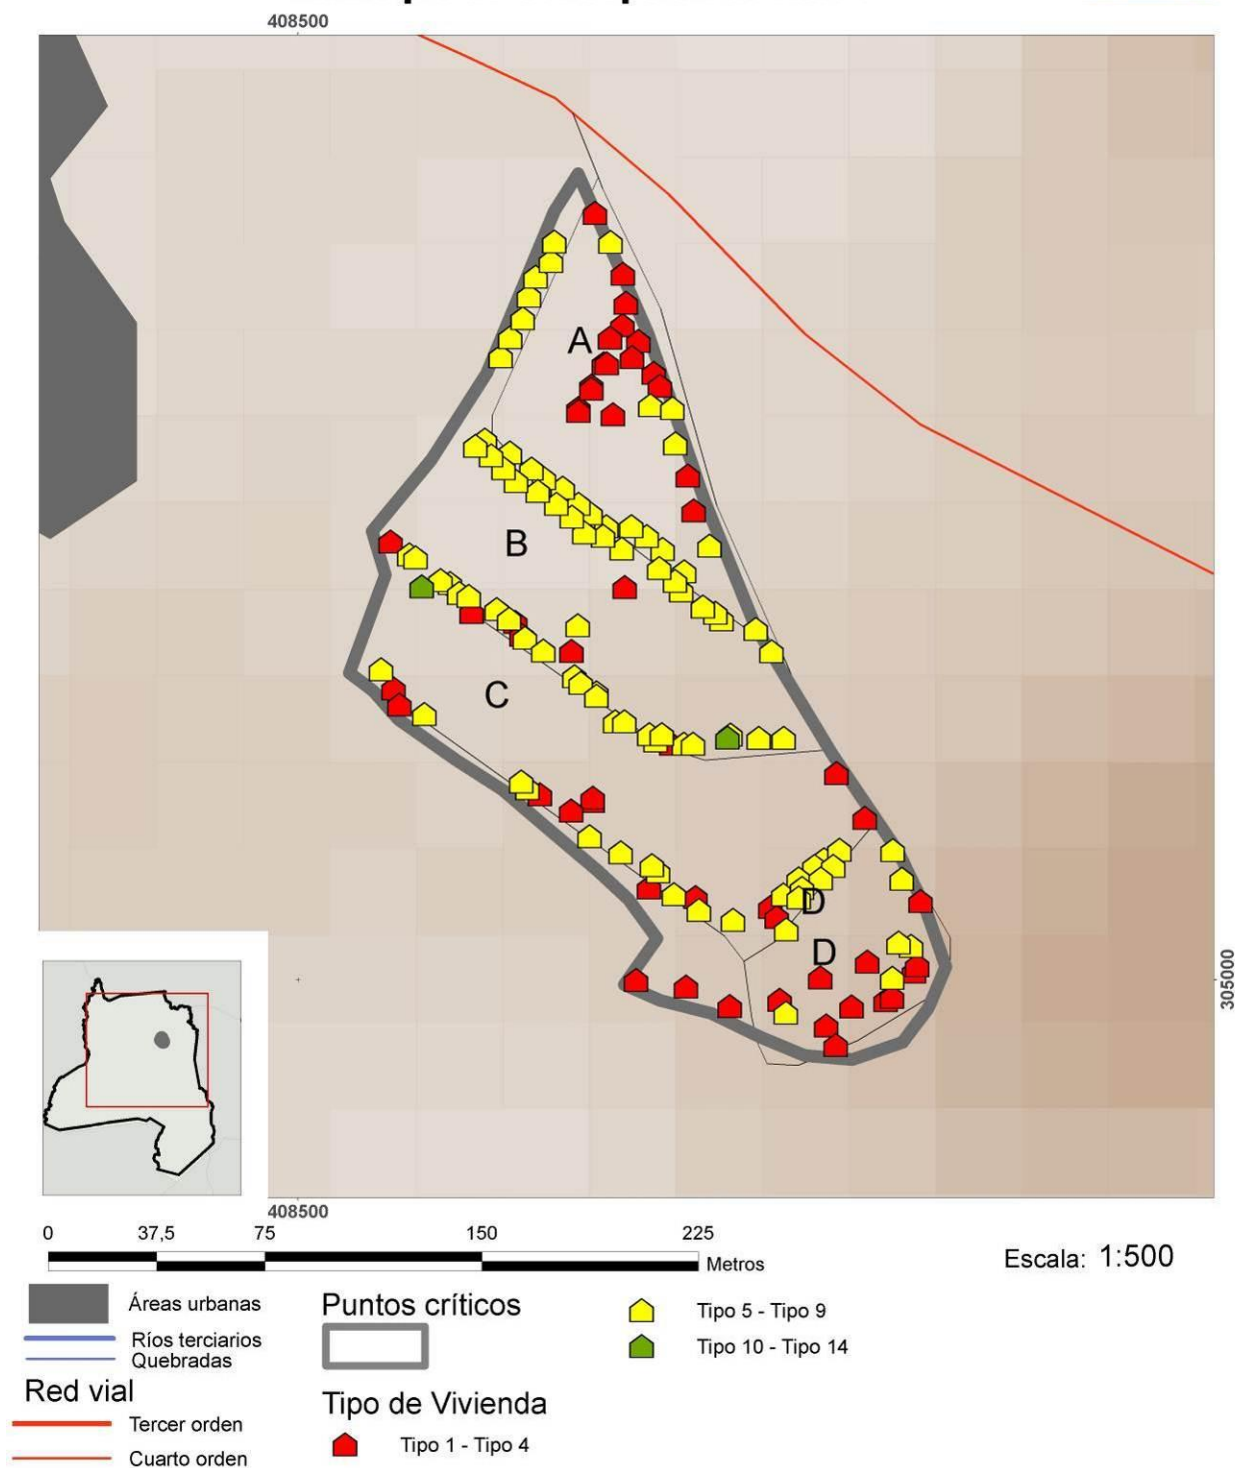 408500
A
B
C
D
D
305000
408500
0 37,5 75 150 225
Metros
Escala: 1:500
Áreas urbanas
Ríos terciarios
Quebradas
Red vial
Tercer orden
Cuarto orden
Puntos críticos
Tipo de Vivienda
Tipo 1 - Tipo 4
Tipo 5 - Tipo 9
Tipo 10 - Tipo 14